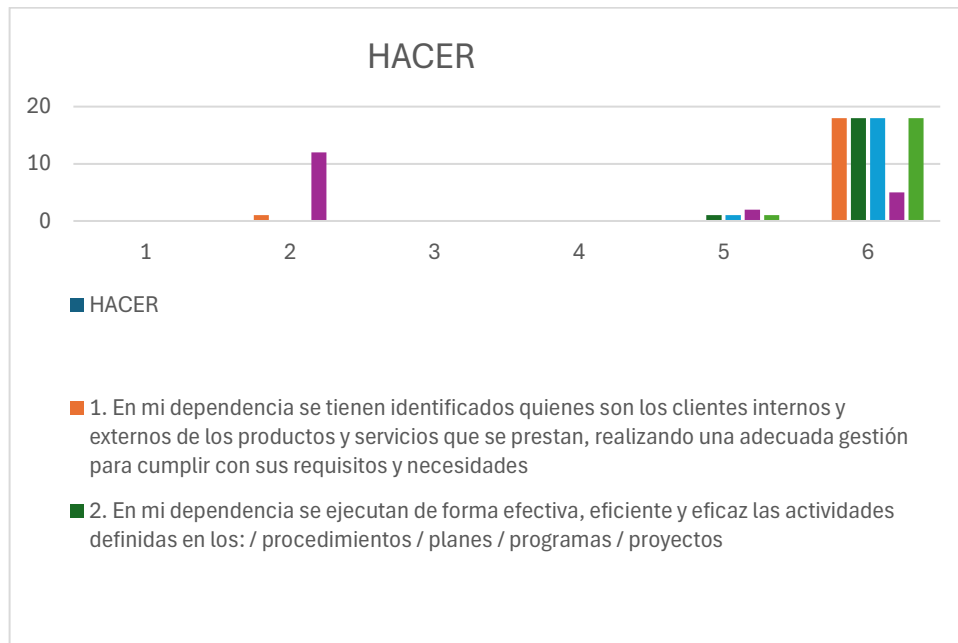 HACER
20
10
0
1 2 3 4 5 6
HACER
1. En mi dependencia se tienen identificados quienes son los clientes internos y
externos de los productos y servicios que se prestan, realizando una adecuada gestión
para cumplir con sus requisitos y necesidades
2. En mi dependencia se ejecutan de forma efectiva, eficiente y eficaz las actividades
definidas en los: / procedimientos / planes / programas / proyectos